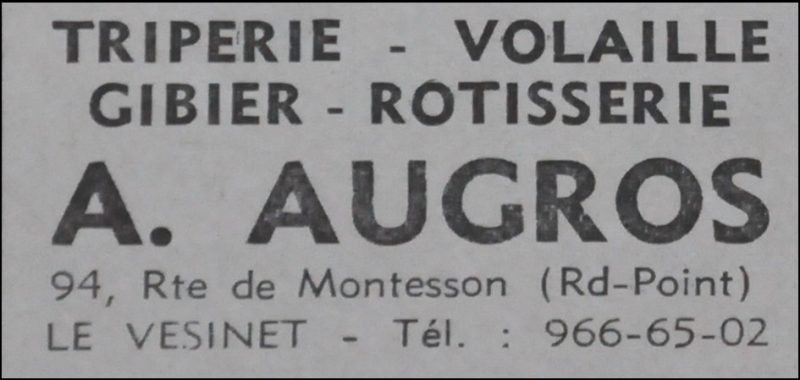 TRIPERIE - VOLAILLE
GIBIER - ROTISSERIE
A. AUGROS
94, Rte de Montesson (Rd-Point)
LE VESINET - Tél. : 966-65-02